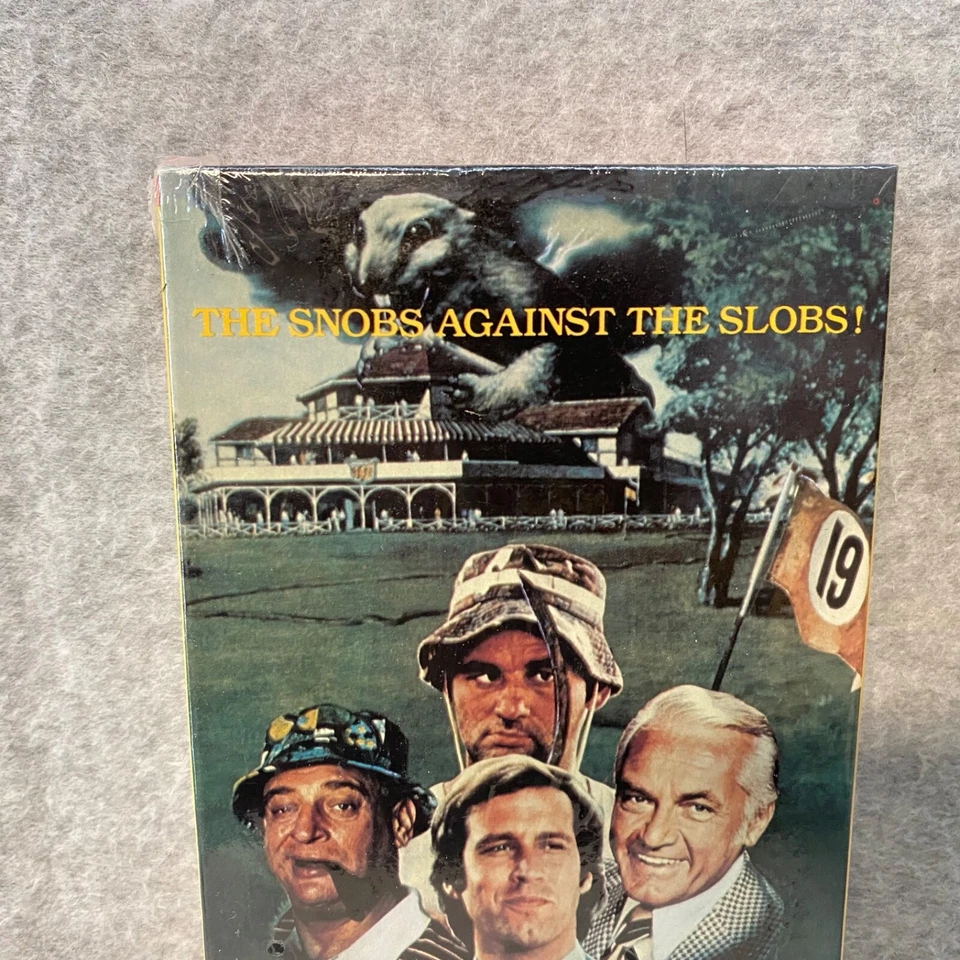 THE SNOBS AGAINST THE SLOBS!
19